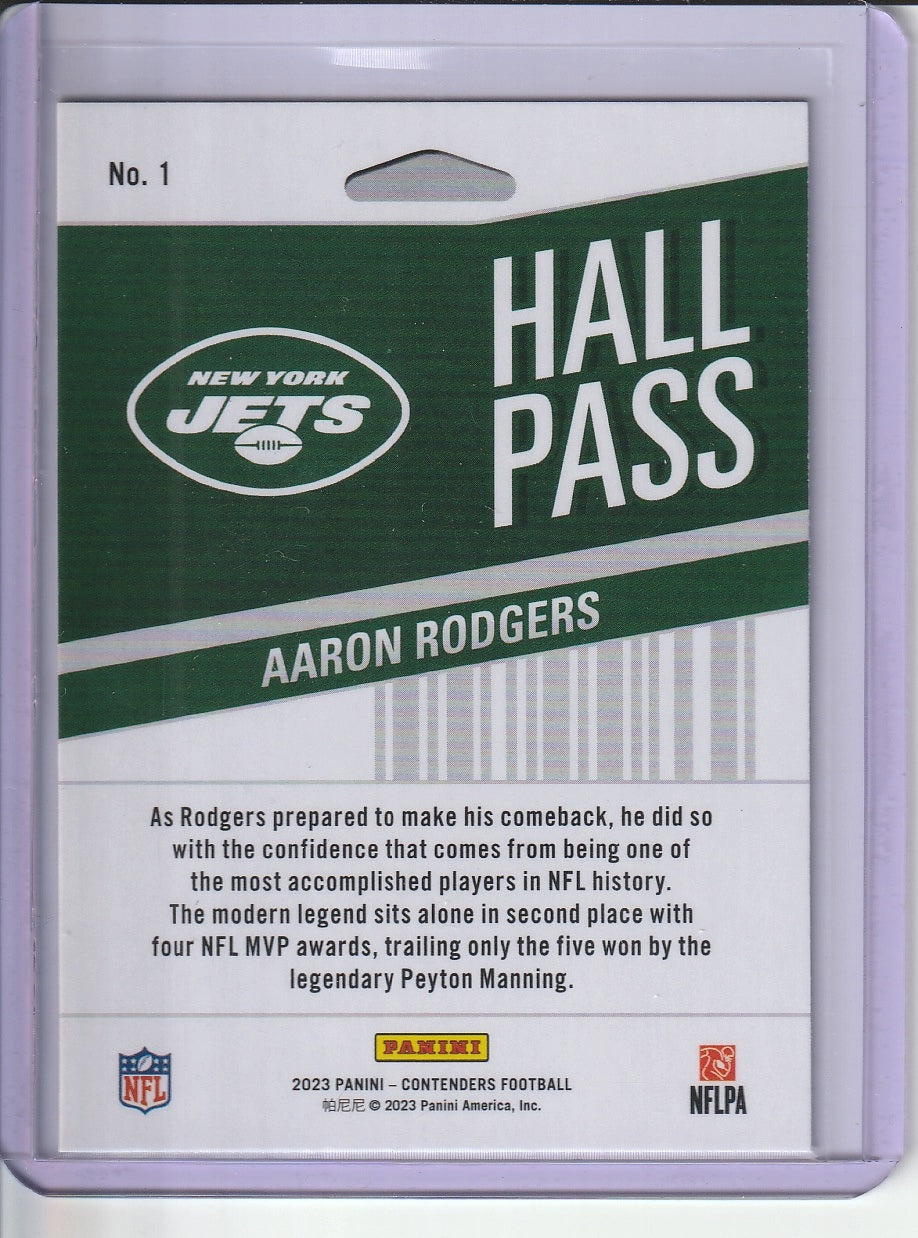 No. 1
HALL
PASS
NEW YORK
JETS
AARON RODGERS
As Rodgers prepared to make his comeback, he did so
with the confidence that comes from being one of
the most accomplished players in NFL history.
The modern legend sits alone in second place with
four NFL MVP awards, trailing only the five won by the
legendary Peyton Manning.
PANINI
NFL
2023 PANINI – CONTENDERS FOOTBALL
帕尼尼 © 2023 Panini America, Inc.
NFLPA